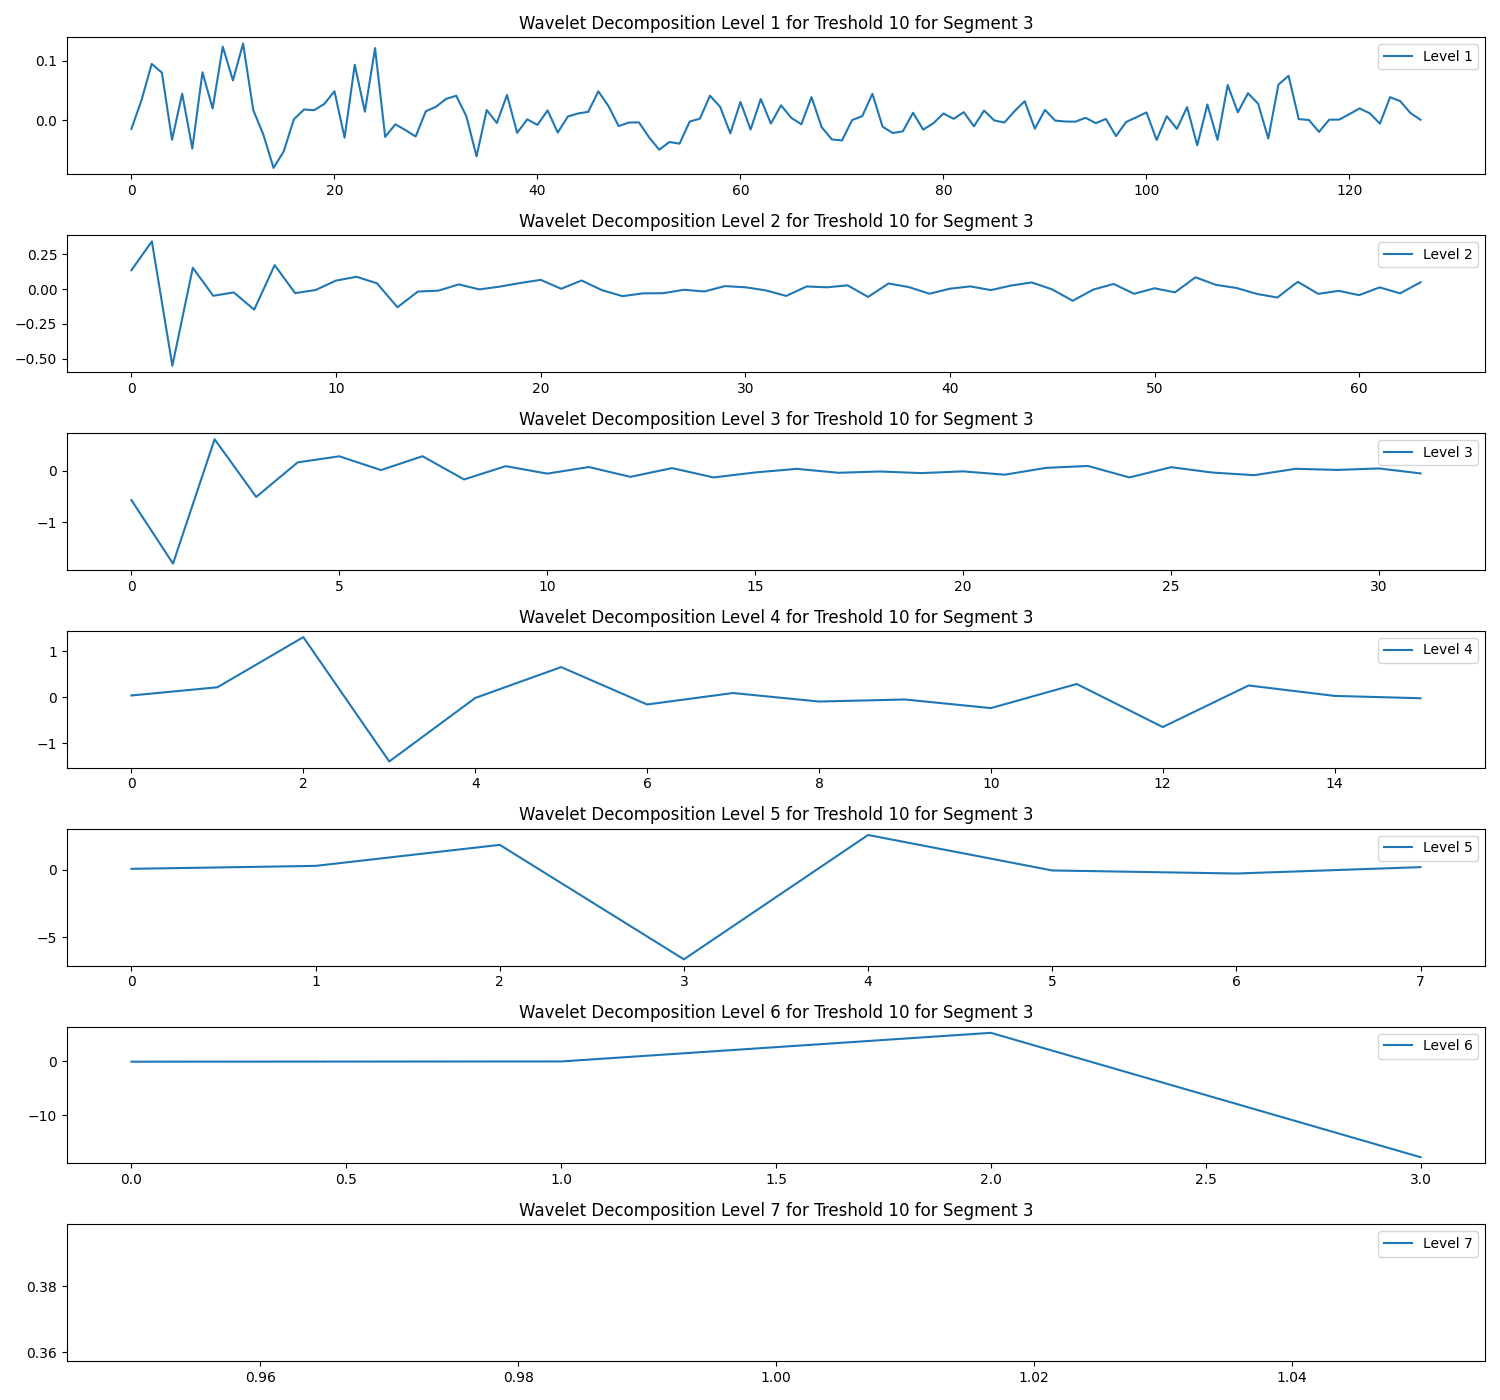 Wavelet Decomposition Level 1 for Treshold 10 for Segment 3
Level 1
0.1
0.0
0 20 40 60 80 100 120
Wavelet Decomposition Level 2 for Treshold 10 for Segment 3
Level 2
0.25
0.00
−0.25
−0.50
0 10 20 30 40 50 60
Wavelet Decomposition Level 3 for Treshold 10 for Segment 3
Level 3
0
−1
0 5 10 15 20 25 30
Wavelet Decomposition Level 4 for Treshold 10 for Segment 3
Level 4
1
0
−1
0 2 4 6 8 10 12 14
Wavelet Decomposition Level 5 for Treshold 10 for Segment 3
Level 5
0
−5
0 1 2 3 4 5 6 7
Wavelet Decomposition Level 6 for Treshold 10 for Segment 3
Level 6
0
−10
0.0 0.5 1.0 1.5 2.0 2.5 3.0
Wavelet Decomposition Level 7 for Treshold 10 for Segment 3
Level 7
0.38
0.36
0.96 0.98 1.00 1.02 1.04